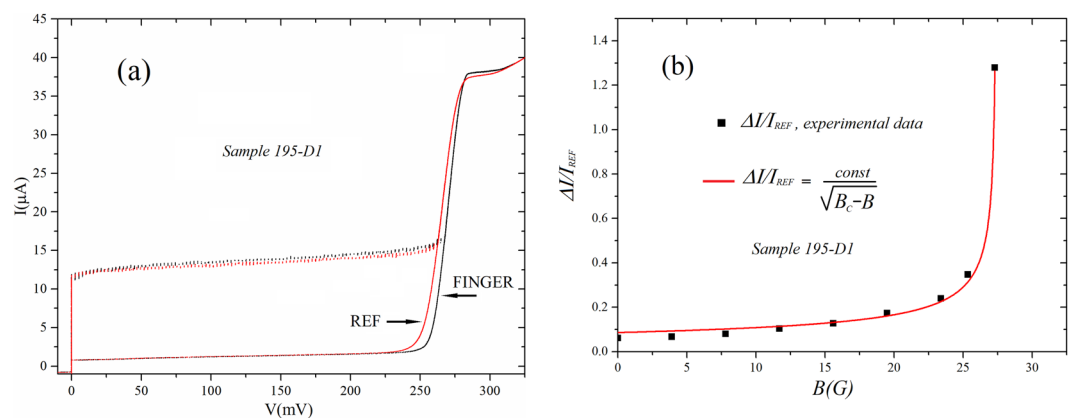 (a)
45
40
35
30
25
20
15
10
5
0
I(μA)
Sample 195-D1
FINGER
REF
0 50 100 150 200 250 300
V(mV)
(b)
1.4
1.2
1.0
0.8
0.6
0.4
0.2
0.0
ΔI/I_REF
ΔI/I_REF , experimental data
ΔI/I_REF = const/√(B_C−B)
Sample 195-D1
0 5 10 15 20 25 30
B(G)